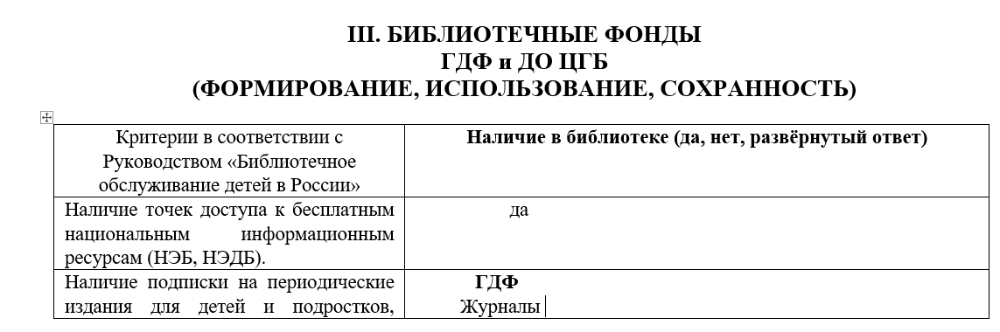 III. БИБЛИОТЕЧНЫЕ ФОНДЫ
ГДФ и ДО ЦГБ
(ФОРМИРОВАНИЕ, ИСПОЛЬЗОВАНИЕ, СОХРАННОСТЬ)
Критерии в соответствии с
Руководством «Библиотечное
обслуживание детей в России»
Наличие в библиотеке (да, нет, развёрнутый ответ)
Наличие точек доступа к бесплатным
национальным информационным
ресурсам (НЭБ, НЭДБ).
да
Наличие подписки на периодические
издания для детей и подростков,
ГДФ
Журналы